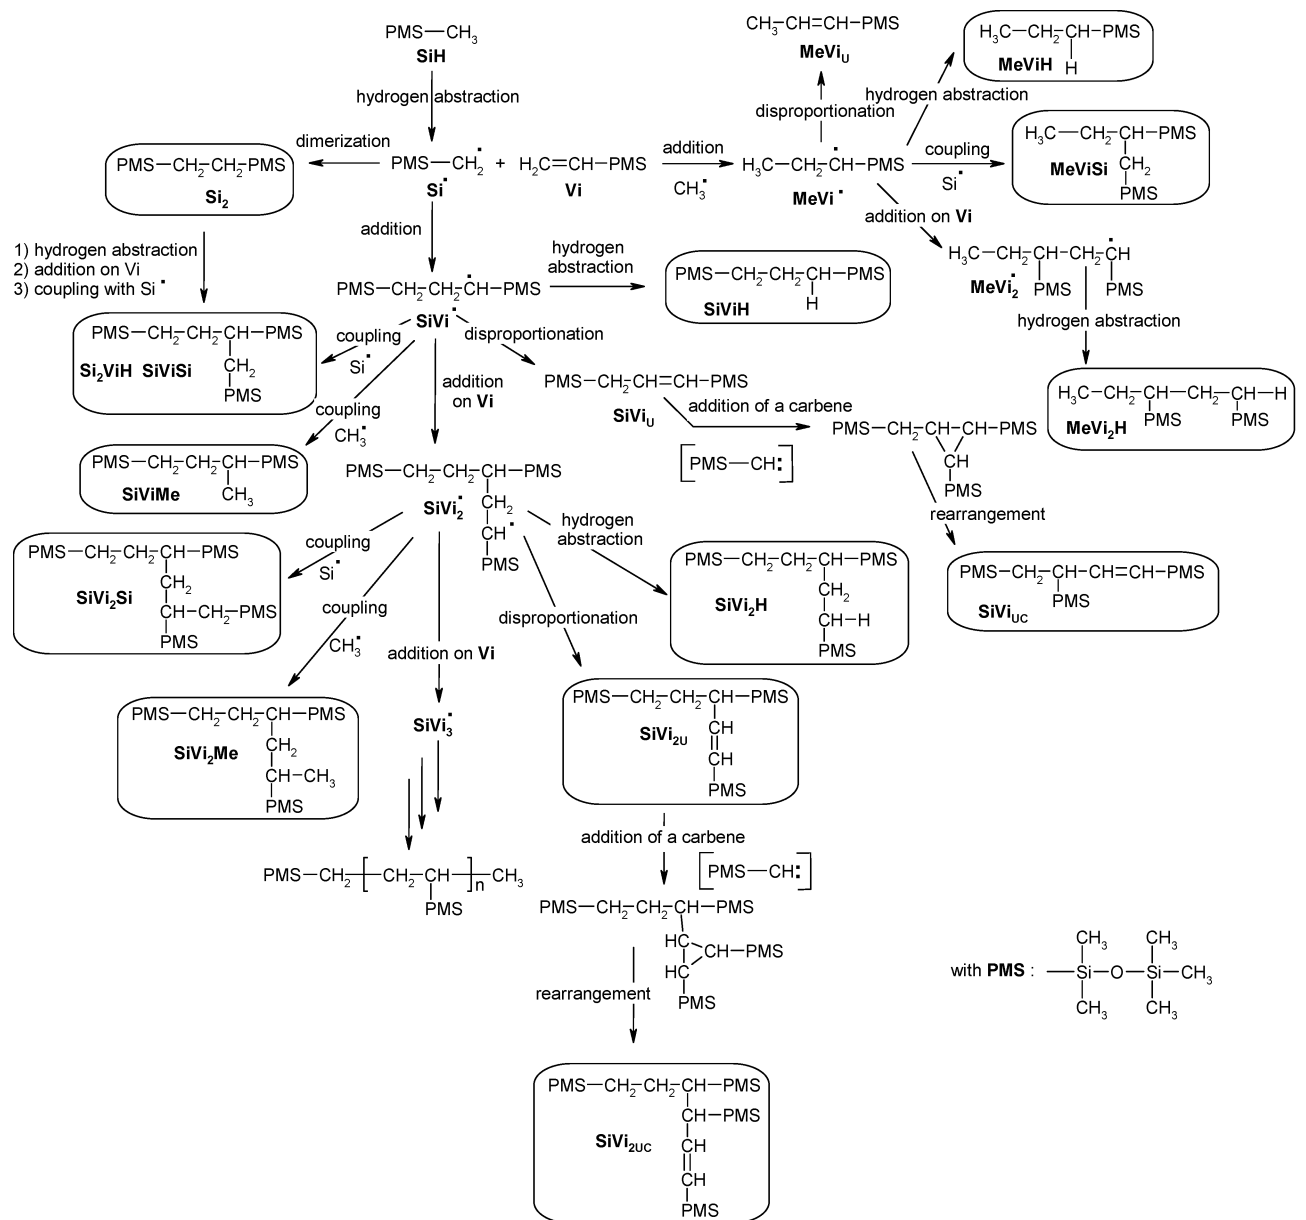 PMS—CH3
SiH
CH3-CH=CH—PMS
MeViU
H3C—CH2-CH—PMS
MeViH H
hydrogen abstraction
disproportionation
hydrogen abstraction
dimerization
PMS—CH2-CH2-PMS
Si2
PMS—CH2• + H2C=CH—PMS
Si• Vi
addition
CH3•
H3C—CH2-CH•—PMS
MeVi•
coupling
Si•
H3C—CH2-CH—PMS
MeViSi CH2
PMS
addition on Vi
addition
1) hydrogen abstraction
2) addition on Vi
3) coupling with Si•
hydrogen
abstraction
PMS—CH2-CH2-CH—PMS
SiViH H
H3C—CH2-CH—CH2-CH•
MeVi2• PMS PMS
PMS—CH2-CH2-CH•—PMS
SiVi•
hydrogen abstraction
PMS—CH2-CH2-CH—PMS
Si2ViH SiViSi CH2
PMS
coupling
Si•
disproportionation
addition
on Vi
PMS—CH2-CH=CH—PMS
SiViU
addition of a carbene
[PMS—CH:]
H3C—CH2-CH—CH2-CH—H
PMS PMS
MeVi2H
coupling
CH3•
PMS—CH2-CH—CH—PMS
CH
PMS
PMS—CH2-CH2-CH—PMS
SiViMe CH3
PMS—CH2-CH2-CH—PMS
SiVi2• CH2
CH•
PMS
rearrangement
hydrogen
abstraction
PMS—CH2-CH2-CH—PMS
SiVi2Si CH2
CH—CH2-PMS
PMS
coupling
Si•
PMS—CH2-CH2-CH—PMS
SiVi2H CH2
CH—H
PMS
PMS—CH2-CH—CH=CH—PMS
SiViUC PMS
coupling
CH3•
disproportionation
addition on Vi
PMS—CH2-CH2-CH—PMS
SiVi2Me CH2
CH—CH3
PMS
SiVi3•
PMS—CH2-CH2-CH—PMS
SiVi2U CH
CH
PMS
addition of a carbene
[PMS—CH:]
PMS—CH2[CH2-CH]n—CH3
PMS
PMS—CH2-CH2-CH—PMS
HC
CH—PMS
HC
PMS
with PMS :
CH3 CH3
Si—O—Si—CH3
CH3 CH3
rearrangement
PMS—CH2-CH2-CH—PMS
CH—PMS
SiVi2UC CH
CH
PMS